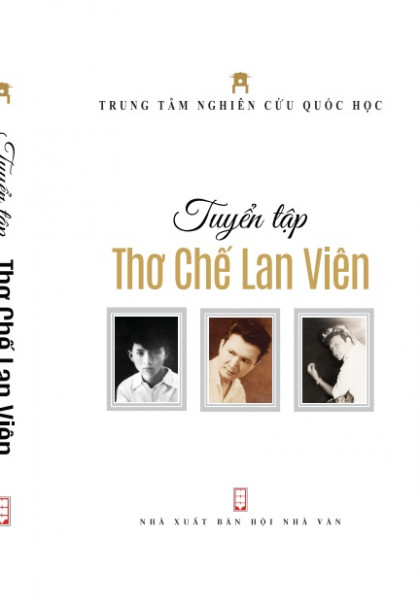 TRUNG TÂM NGHIÊN CỨU QUỐC HỌC
Tuyển tập
Thơ Chế Lan Viên
NHÀ XUẤT BẢN HỘI NHÀ VĂN
Tuyển tập
Thơ Chế Lan Viên